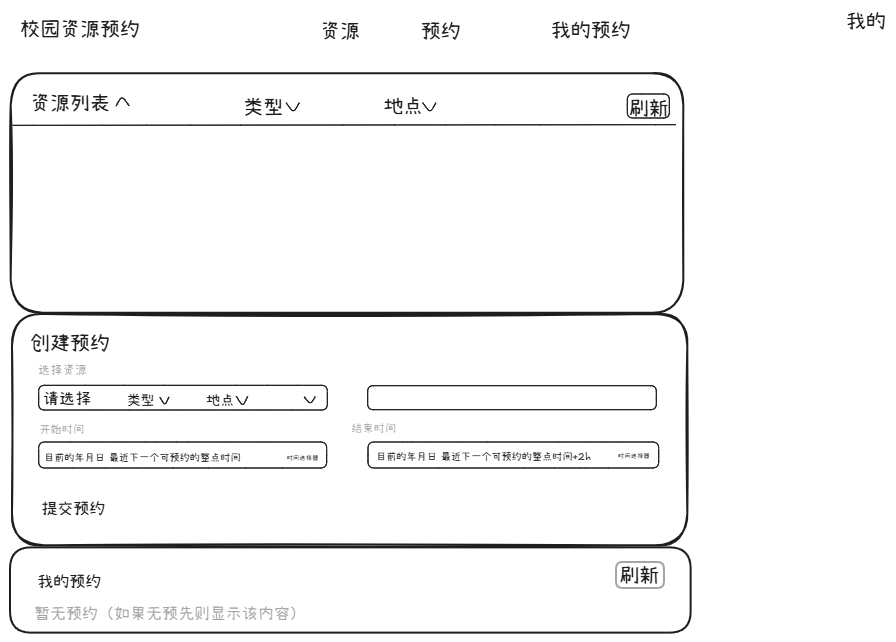 校园资源预约 资源 预约 我的预约 我的
资源列表 类型 地点 刷新
创建预约
选择资源
请选择 类型 地点
开始时间 结束时间
目前的年月日 最近下一个可预约的整点时间 时间选择器 目前的年月日 最近下一个可预约的整点时间+2h 时间选择器
提交预约
我的预约 刷新
暂无预约（如果无预先则显示该内容）